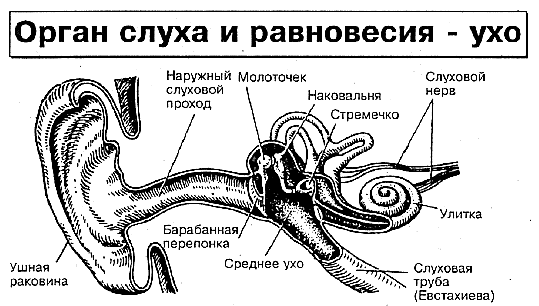 Орган слуха и равновесия - ухо
Наружный
слуховой
проход
Молоточек
Наковальня
Стремечко
Слуховой
нерв
Улитка
Барабанная
перепонка
Среднее ухо
Ушная
раковина
Слуховая
труба
(Евстахиева)